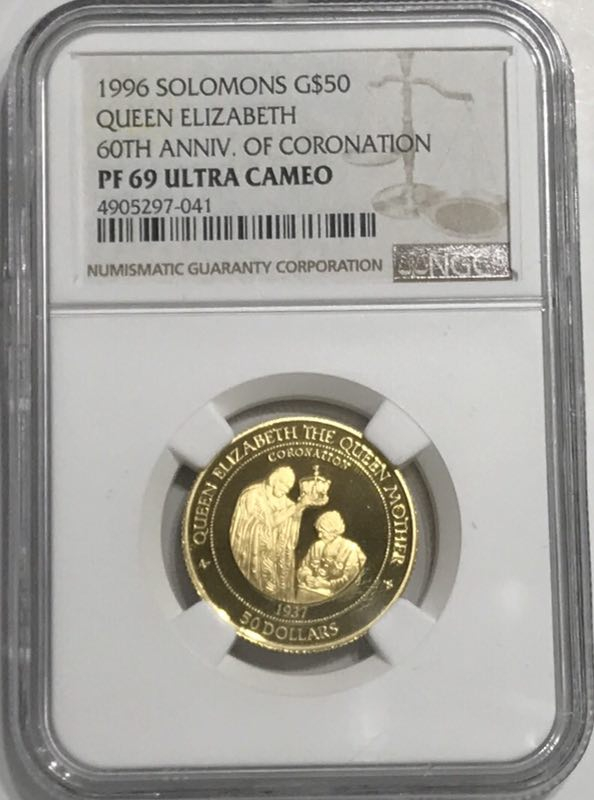 1996 SOLOMONS G$50
QUEEN ELIZABETH
60TH ANNIV. OF CORONATION
PF 69 ULTRA CAMEO
4905297-041
NUMISMATIC GUARANTY CORPORATION
NGC
QUEEN ELIZABETH THE QUEEN MOTHER
CORONATION
1937
50 DOLLARS